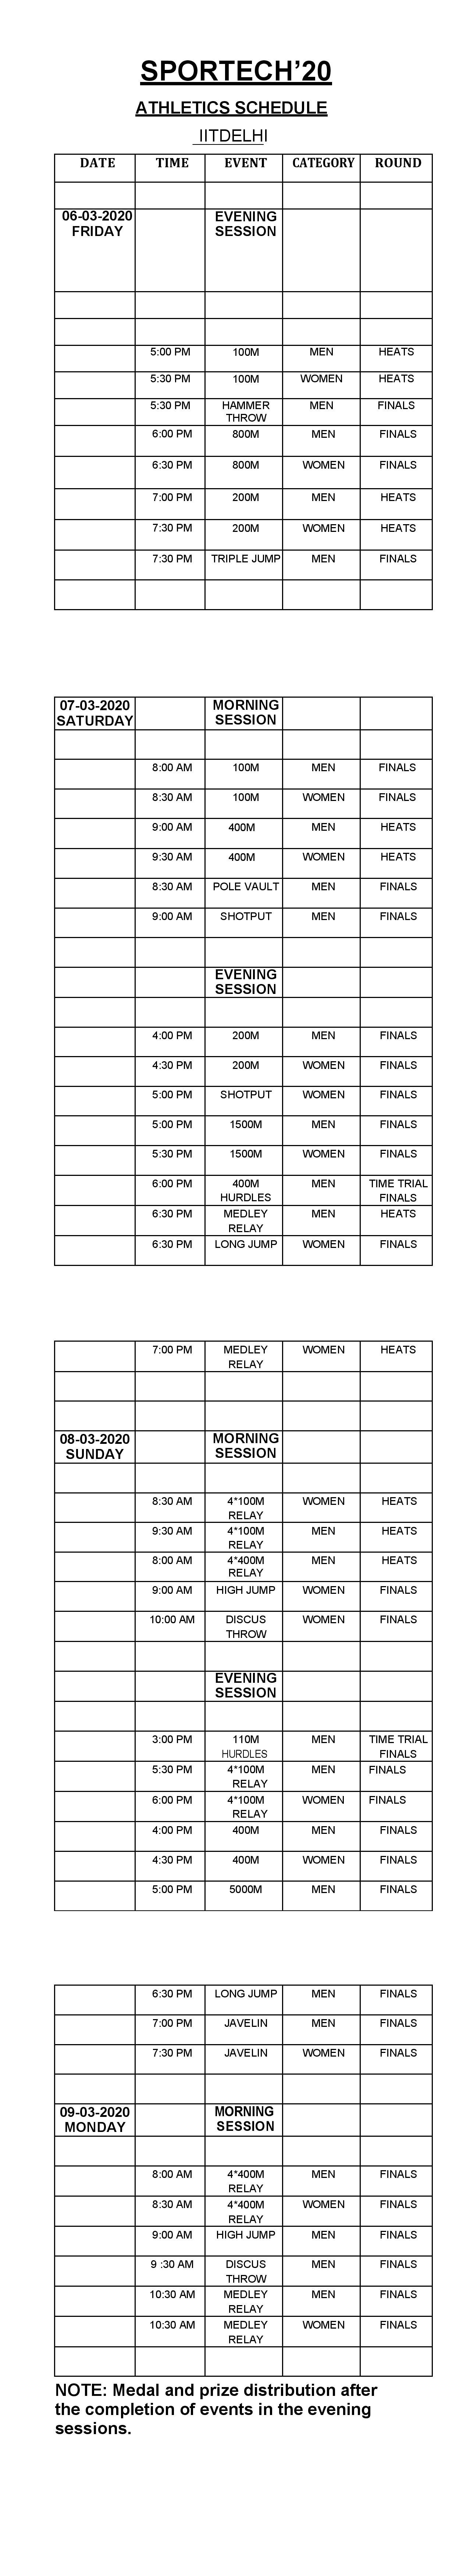 SPORTECH’20
ATHLETICS SCHEDULE
IITDELHI
DATE TIME EVENT CATEGORY ROUND
06-03-2020 EVENING
FRIDAY SESSION
5:00 PM 100M MEN HEATS
5:30 PM 100M WOMEN HEATS
5:30 PM HAMMER MEN FINALS
THROW
6:00 PM 800M MEN FINALS
6:30 PM 800M WOMEN FINALS
7:00 PM 200M MEN HEATS
7:30 PM 200M WOMEN HEATS
7:30 PM TRIPLE JUMP MEN FINALS
07-03-2020 MORNING
SATURDAY SESSION
8:00 AM 100M MEN FINALS
8:30 AM 100M WOMEN FINALS
9:00 AM 400M MEN HEATS
9:30 AM 400M WOMEN HEATS
8:30 AM POLE VAULT MEN FINALS
9:00 AM SHOTPUT MEN FINALS
EVENING
SESSION
4:00 PM 200M MEN FINALS
4:30 PM 200M WOMEN FINALS
5:00 PM SHOTPUT WOMEN FINALS
5:00 PM 1500M MEN FINALS
5:30 PM 1500M WOMEN FINALS
6:00 PM 400M MEN TIME TRIAL
HURDLES FINALS
6:30 PM MEDLEY MEN HEATS
RELAY
6:30 PM LONG JUMP WOMEN FINALS
7:00 PM MEDLEY WOMEN HEATS
RELAY
08-03-2020 MORNING
SUNDAY SESSION
8:30 AM 4*100M WOMEN HEATS
RELAY
9:30 AM 4*100M MEN HEATS
RELAY
8:00 AM 4*400M MEN HEATS
RELAY
9:00 AM HIGH JUMP WOMEN FINALS
10:00 AM DISCUS WOMEN FINALS
THROW
EVENING
SESSION
3:00 PM 110M MEN TIME TRIAL
HURDLES FINALS
5:30 PM 4*100M MEN FINALS
RELAY
6:00 PM 4*100M WOMEN FINALS
RELAY
4:00 PM 400M MEN FINALS
4:30 PM 400M WOMEN FINALS
5:00 PM 5000M MEN FINALS
6:30 PM LONG JUMP MEN FINALS
7:00 PM JAVELIN MEN FINALS
7:30 PM JAVELIN WOMEN FINALS
09-03-2020 MORNING
MONDAY SESSION
8:00 AM 4*400M MEN FINALS
RELAY
8:30 AM 4*400M WOMEN FINALS
RELAY
9:00 AM HIGH JUMP MEN FINALS
9 :30 AM DISCUS MEN FINALS
THROW
10:30 AM MEDLEY MEN FINALS
RELAY
10:30 AM MEDLEY WOMEN FINALS
RELAY
NOTE: Medal and prize distribution after
the completion of events in the evening
sessions.